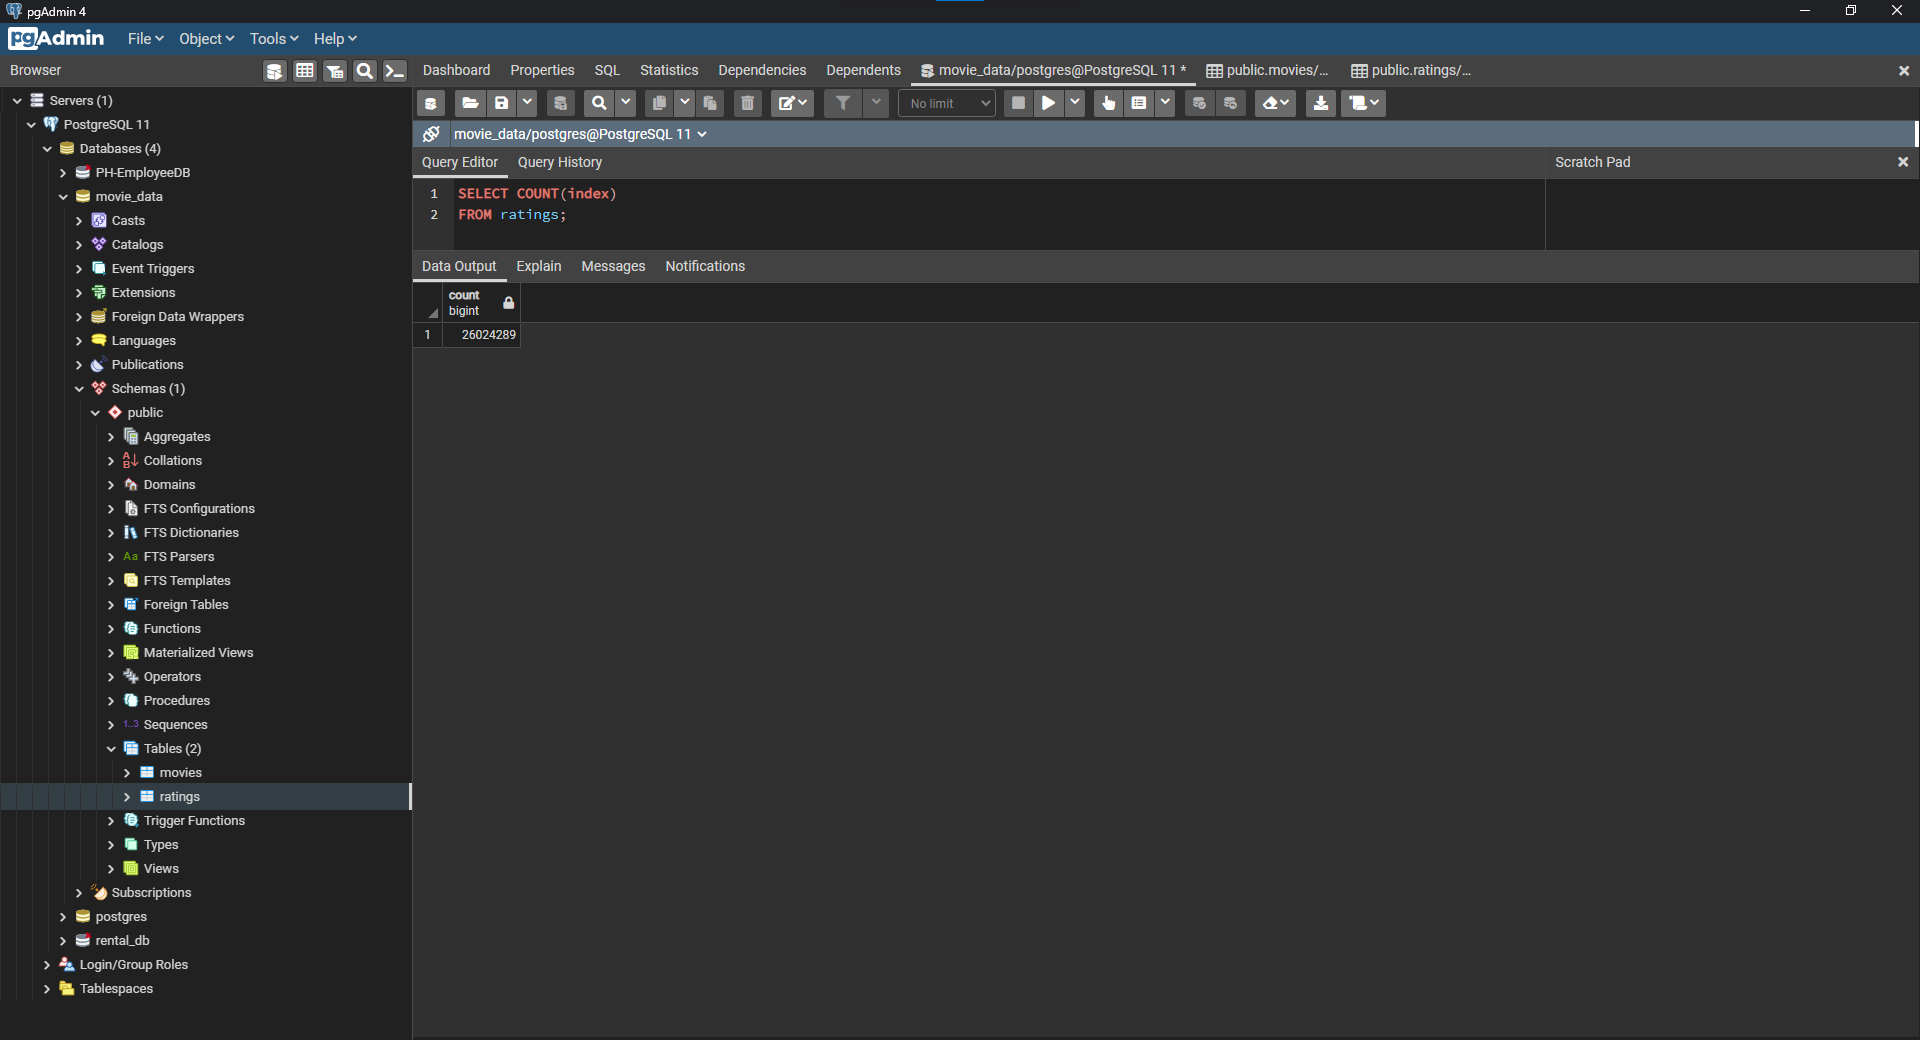 pgAdmin 4
pgAdmin File Object Tools Help
Browser
Dashboard Properties SQL Statistics Dependencies Dependents movie_data/postgres@PostgreSQL 11 * public.movies/... public.ratings/...
No limit
movie_data/postgres@PostgreSQL 11
Query Editor Query History
Scratch Pad
1 SELECT COUNT(index)
2 FROM ratings;
Data Output Explain Messages Notifications
count
bigint
1 26024289
Servers (1)
PostgreSQL 11
Databases (4)
PH-EmployeeDB
movie_data
Casts
Catalogs
Event Triggers
Extensions
Foreign Data Wrappers
Languages
Publications
Schemas (1)
public
Aggregates
Collations
Domains
FTS Configurations
FTS Dictionaries
Aa FTS Parsers
FTS Templates
Foreign Tables
Functions
Materialized Views
Operators
Procedures
1..3 Sequences
Tables (2)
movies
ratings
Trigger Functions
Types
Views
Subscriptions
postgres
rental_db
Login/Group Roles
Tablespaces